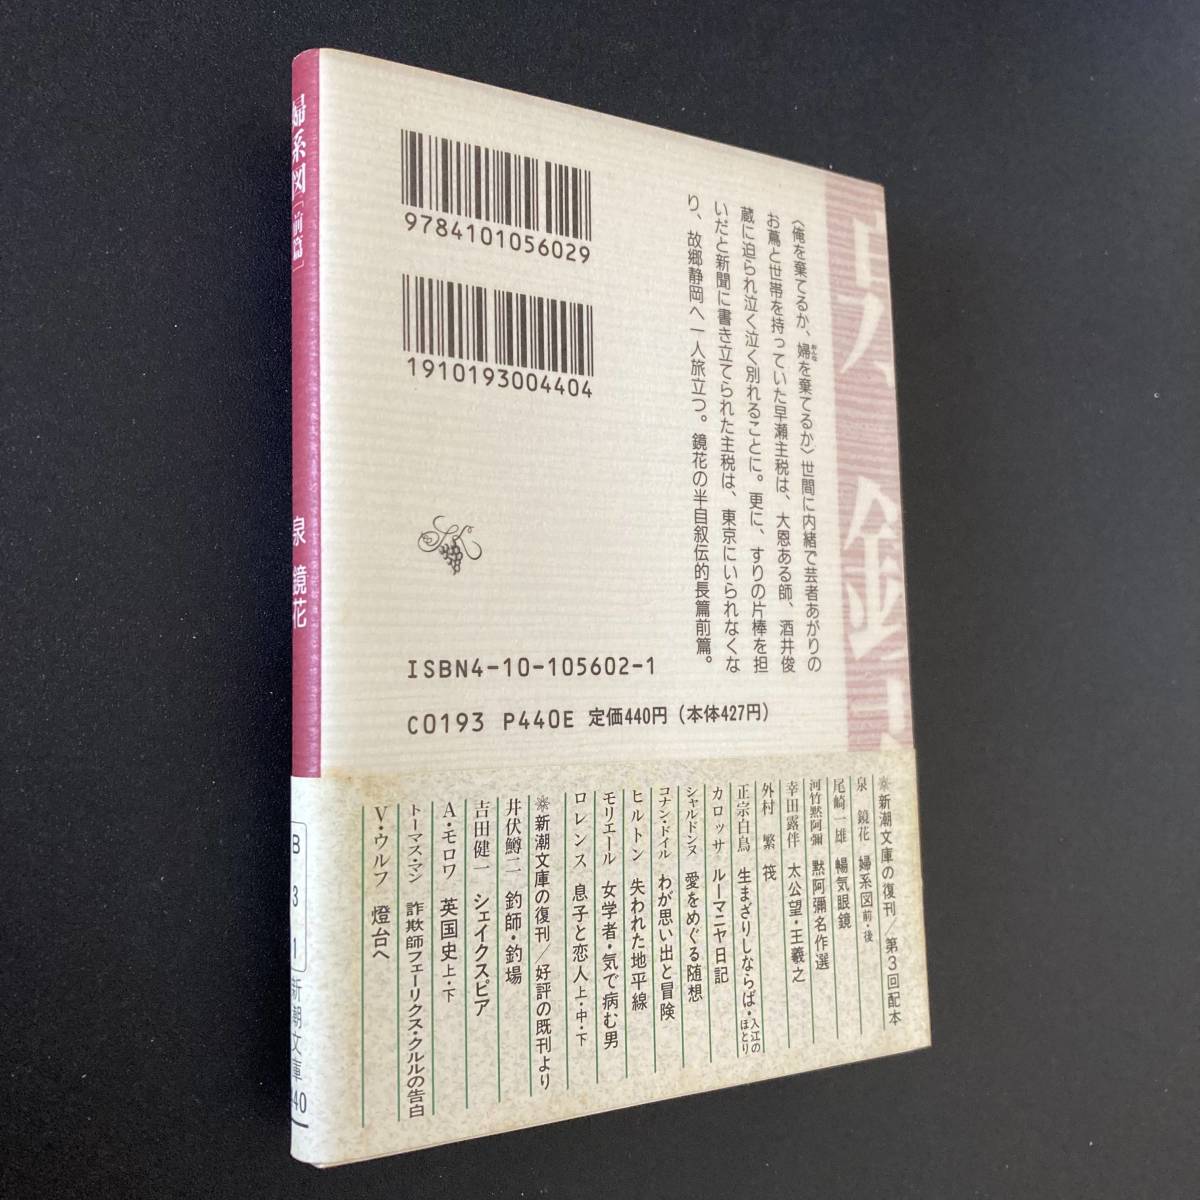 婦系図［前篇］
泉 鏡花
B
3
1
新潮文庫
440
9784101056029
1910193004404
〈俺を棄てるか、婦を棄てるか〉世間に内緒で芸者あがりの
おんな
お蔦と世帯を持っていた早瀬主税は、大恩ある師、酒井俊
蔵に迫られ泣く泣く別れることに。更に、すりの片棒を担
いだと新聞に書き立てられた主税は、東京にいられなくな
り、故郷静岡へ一人旅立つ。鏡花の半自叙伝的長篇前篇。
ISBN4-10-105602-1
C0193 P440E 定価440円（本体427円）
新潮文庫の復刊／第3回配本
泉 鏡花 婦系図 前・後
尾崎一雄 暢気眼鏡
河竹黙阿彌 黙阿彌名作選
幸田露伴 太公望・王羲之
外村 繁 筏
正宗白鳥 生まざりしならば・入江のほとり
カロッサ ルーマニヤ日記
シャルドンヌ 愛をめぐる随想
コナン・ドイル わが思い出と冒険
ヒルトン 失われた地平線
モリエール 女学者・気で病む男
ロレンス 息子と恋人 上・中・下
新潮文庫の復刊／好評の既刊より
井伏鱒二 釣師・釣場
吉田健一 シェイクスピア
A・モロワ 英国史 上・下
トーマス・マン 詐欺師フェーリクス・クルルの告白
V・ウルフ 燈台へ